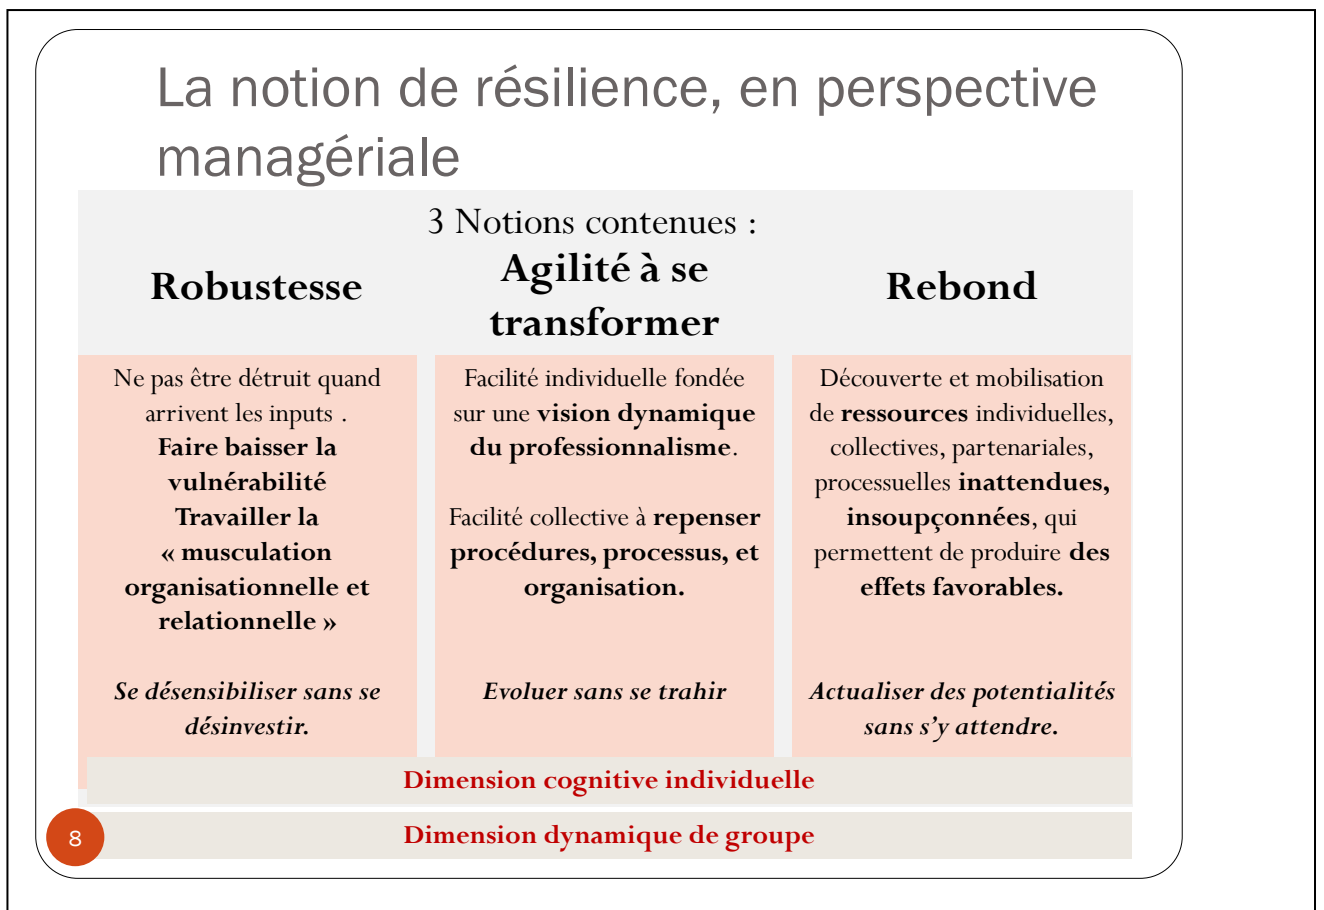 La notion de résilience, en perspective
managériale
3 Notions contenues :
Robustesse
Agilité à se
transformer
Rebond
Ne pas être détruit quand
arrivent les inputs .
Faire baisser la
vulnérabilité
Travailler la
« musculation
organisationnelle et
relationnelle »
Se désensibiliser sans se
désinvestir.
Facilité individuelle fondée
sur une vision dynamique
du professionnalisme.
Facilité collective à repenser
procédures, processus, et
organisation.
Evoluer sans se trahir
Découverte et mobilisation
de ressources individuelles,
collectives, partenariales,
processuelles inattendues,
insoupçonnées, qui
permettent de produire des
effets favorables.
Actualiser des potentialités
sans s’y attendre.
Dimension cognitive individuelle
Dimension dynamique de groupe
8